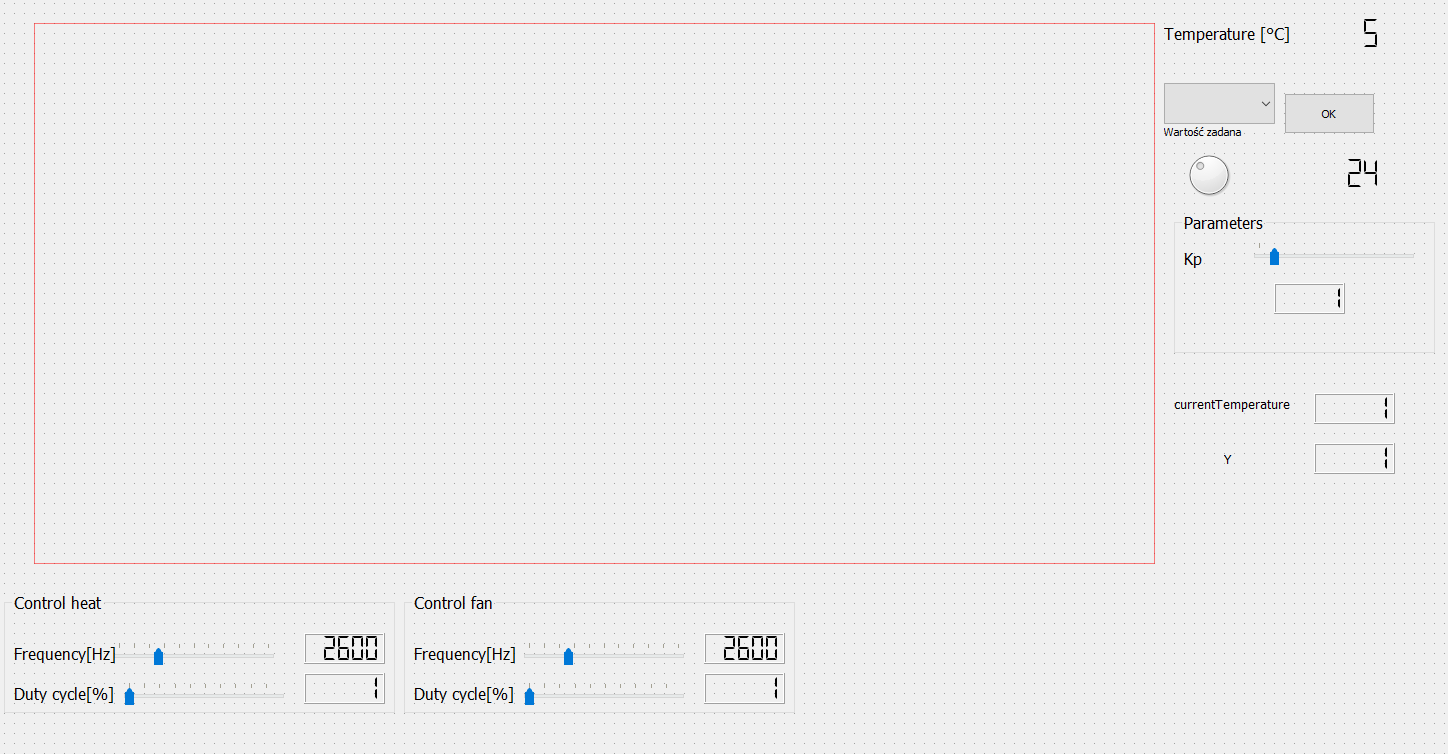 Temperature [°C] 5
OK
Wartość zadana
24
Parameters
Kp
1
currentTemperature 1
Y 1
Control heat
Frequency[Hz] 2600
Duty cycle[%] 1
Control fan
Frequency[Hz] 2600
Duty cycle[%] 1